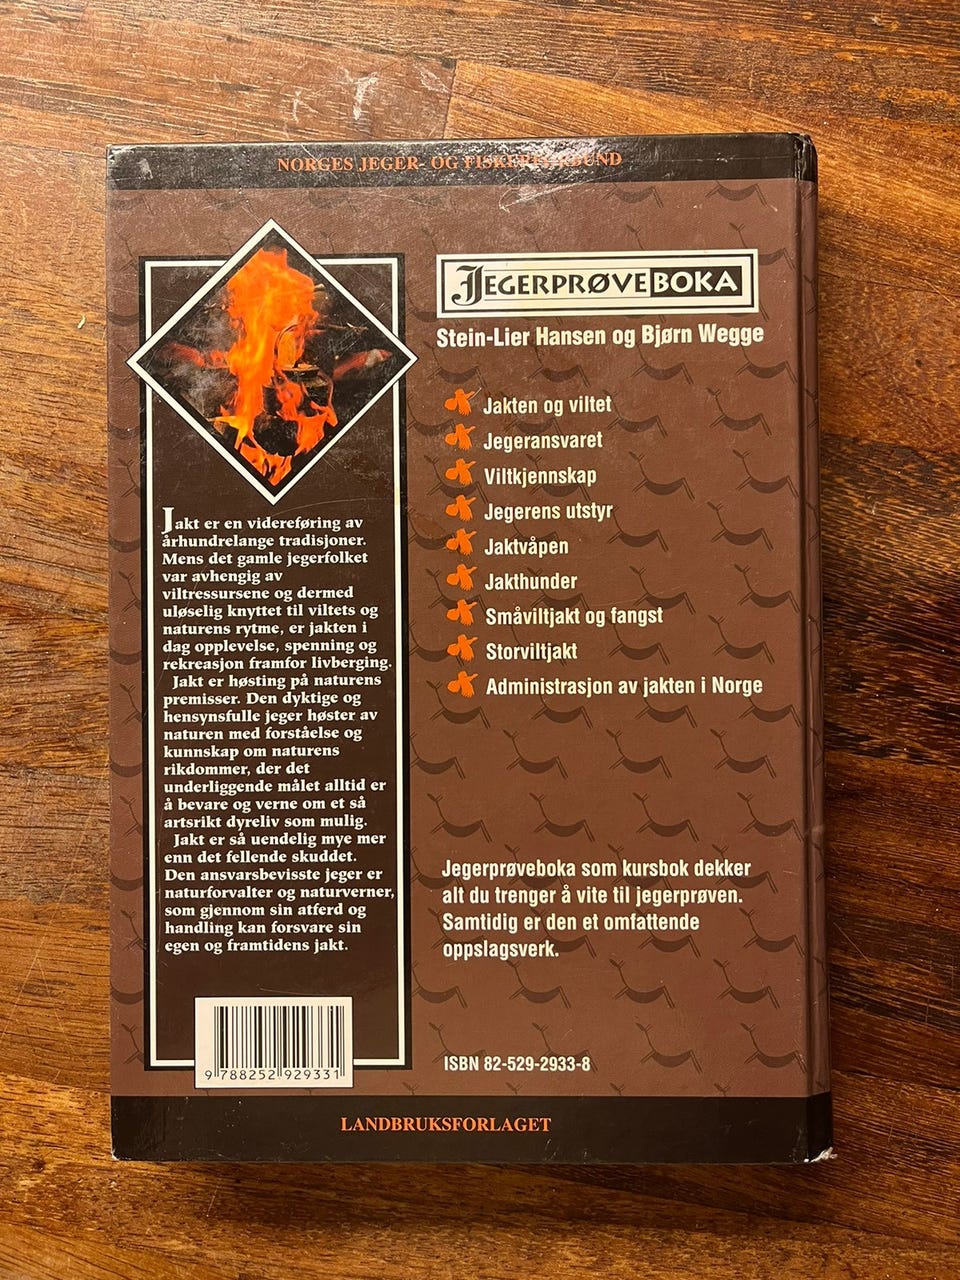 NORGES JEGER- OG FISKERFORBUND
JEGERPRØVEBOKA
Stein-Lier Hansen og Bjørn Wegge
Jakten og viltet
Jegeransvaret
Viltkjennskap
Jegerens utstyr
Jaktvåpen
Jakthunder
Småviltjakt og fangst
Storviltjakt
Administrasjon av jakten i Norge
Jakt er en videreføring av
århundrelange tradisjoner.
Mens det gamle jegerfolket
var avhengig av
viltressursene og dermed
uløselig knyttet til viltets og
naturens rytme, er jakten i
dag opplevelse, spenning og
rekreasjon framfor livberging.
Jakt er høsting på naturens
premisser. Den dyktige og
hensynsfulle jeger høster av
naturen med forståelse og
kunnskap om naturens
rikdommer, der det
underliggende målet alltid er
å bevare og verne om et så
artsrikt dyreliv som mulig.
Jakt er så uendelig mye mer
enn det fellende skuddet.
Den ansvarsbevisste jeger er
naturforvalter og naturverner,
som gjennom sin atferd og
handling kan forsvare sin
egen og framtidens jakt.
Jegerprøveboka som kursbok dekker
alt du trenger å vite til jegerprøven.
Samtidig er den et omfattende
oppslagsverk.
ISBN 82-529-2933-8
9 788252 929331
LANDBRUKSFORLAGET